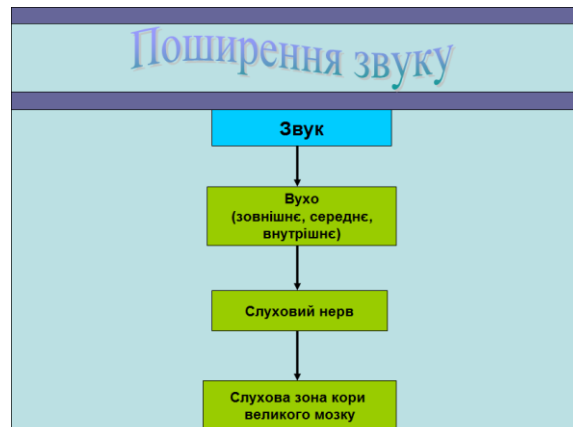 Поширення звуку
Звук
Вухо
(зовнішнє, середнє,
внутрішнє)
Слуховий нерв
Слухова зона кори
великого мозку